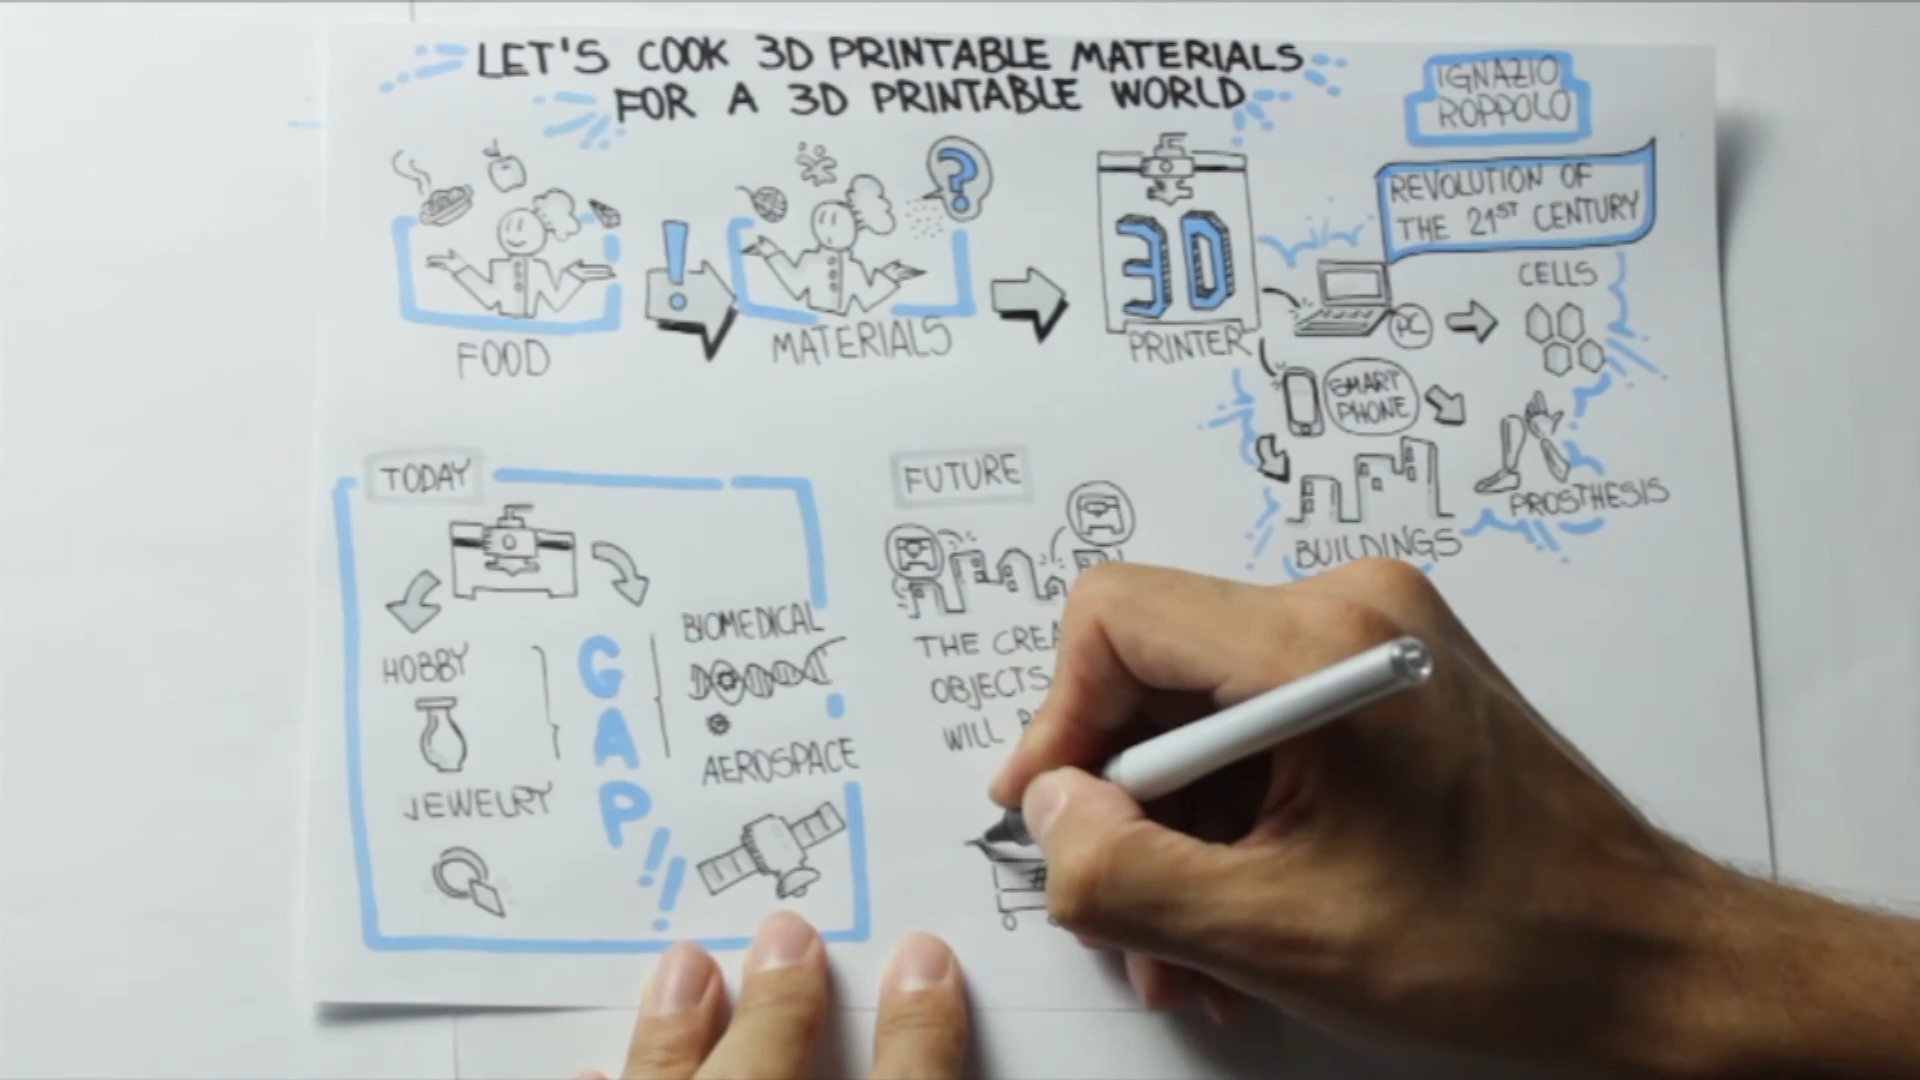 LET'S COOK 3D PRINTABLE MATERIALS
FOR A 3D PRINTABLE WORLD
IGNAZIO
ROPPOLO
REVOLUTION OF
THE 21ST CENTURY
?
!
3D
FOOD
MATERIALS
PRINTER
PC
CELLS
SMART
PHONE
PROSTHESIS
BUILDINGS
TODAY
HOBBY
JEWELRY
GAP!!
BIOMEDICAL
AEROSPACE
FUTURE
THE
OBJECTS
WILL
#